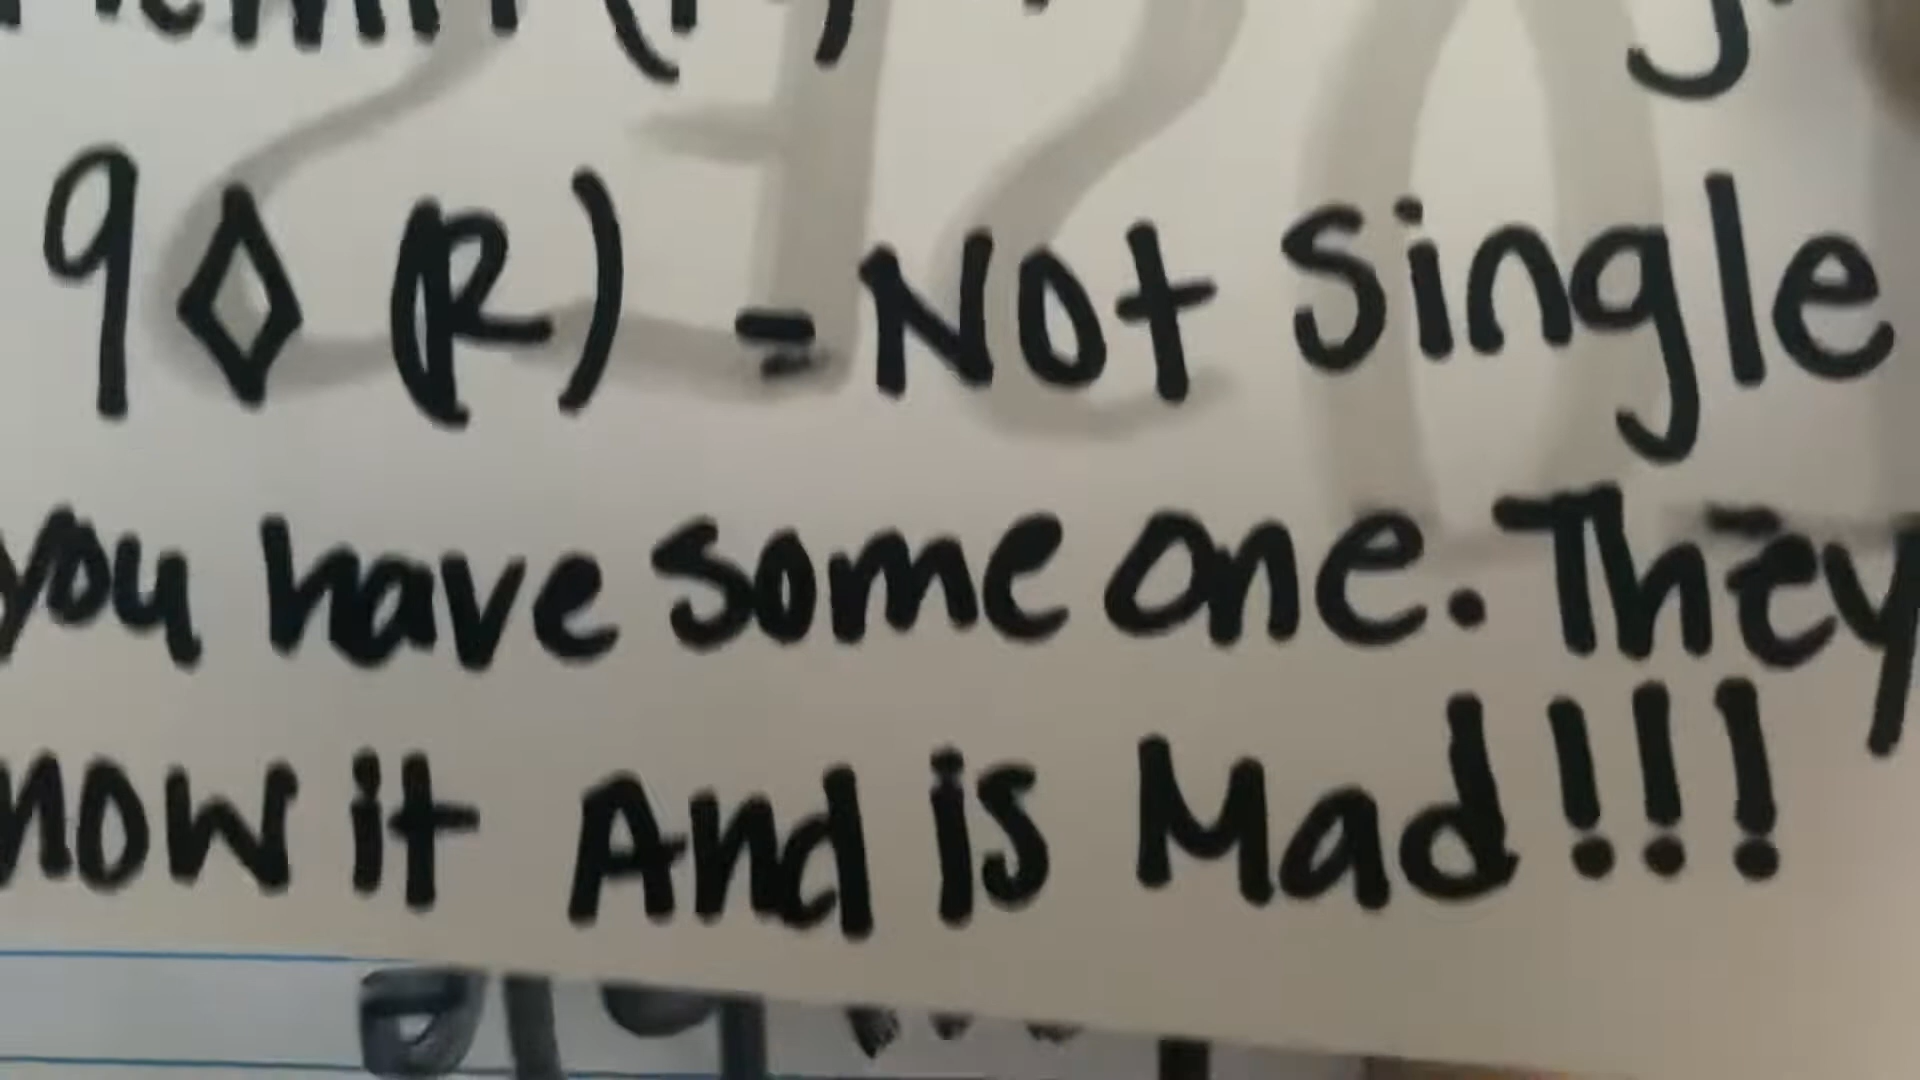 9◊ (R) - Not single
you have some one. They
now it And is Mad!!!